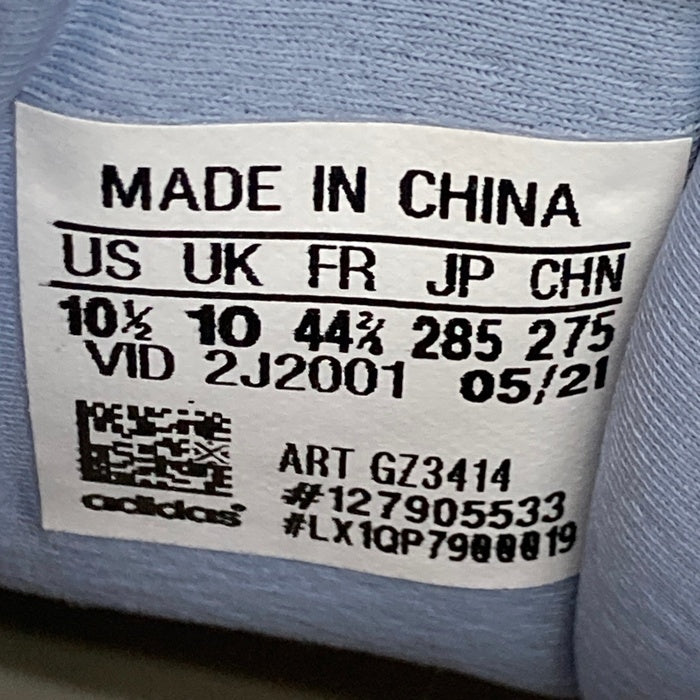 MADE IN CHINA
US UK FR JP CHN
10½ 10 44⅔ 285 275
VID 2J2001 05/21
ART GZ3414
#127905533
adidas